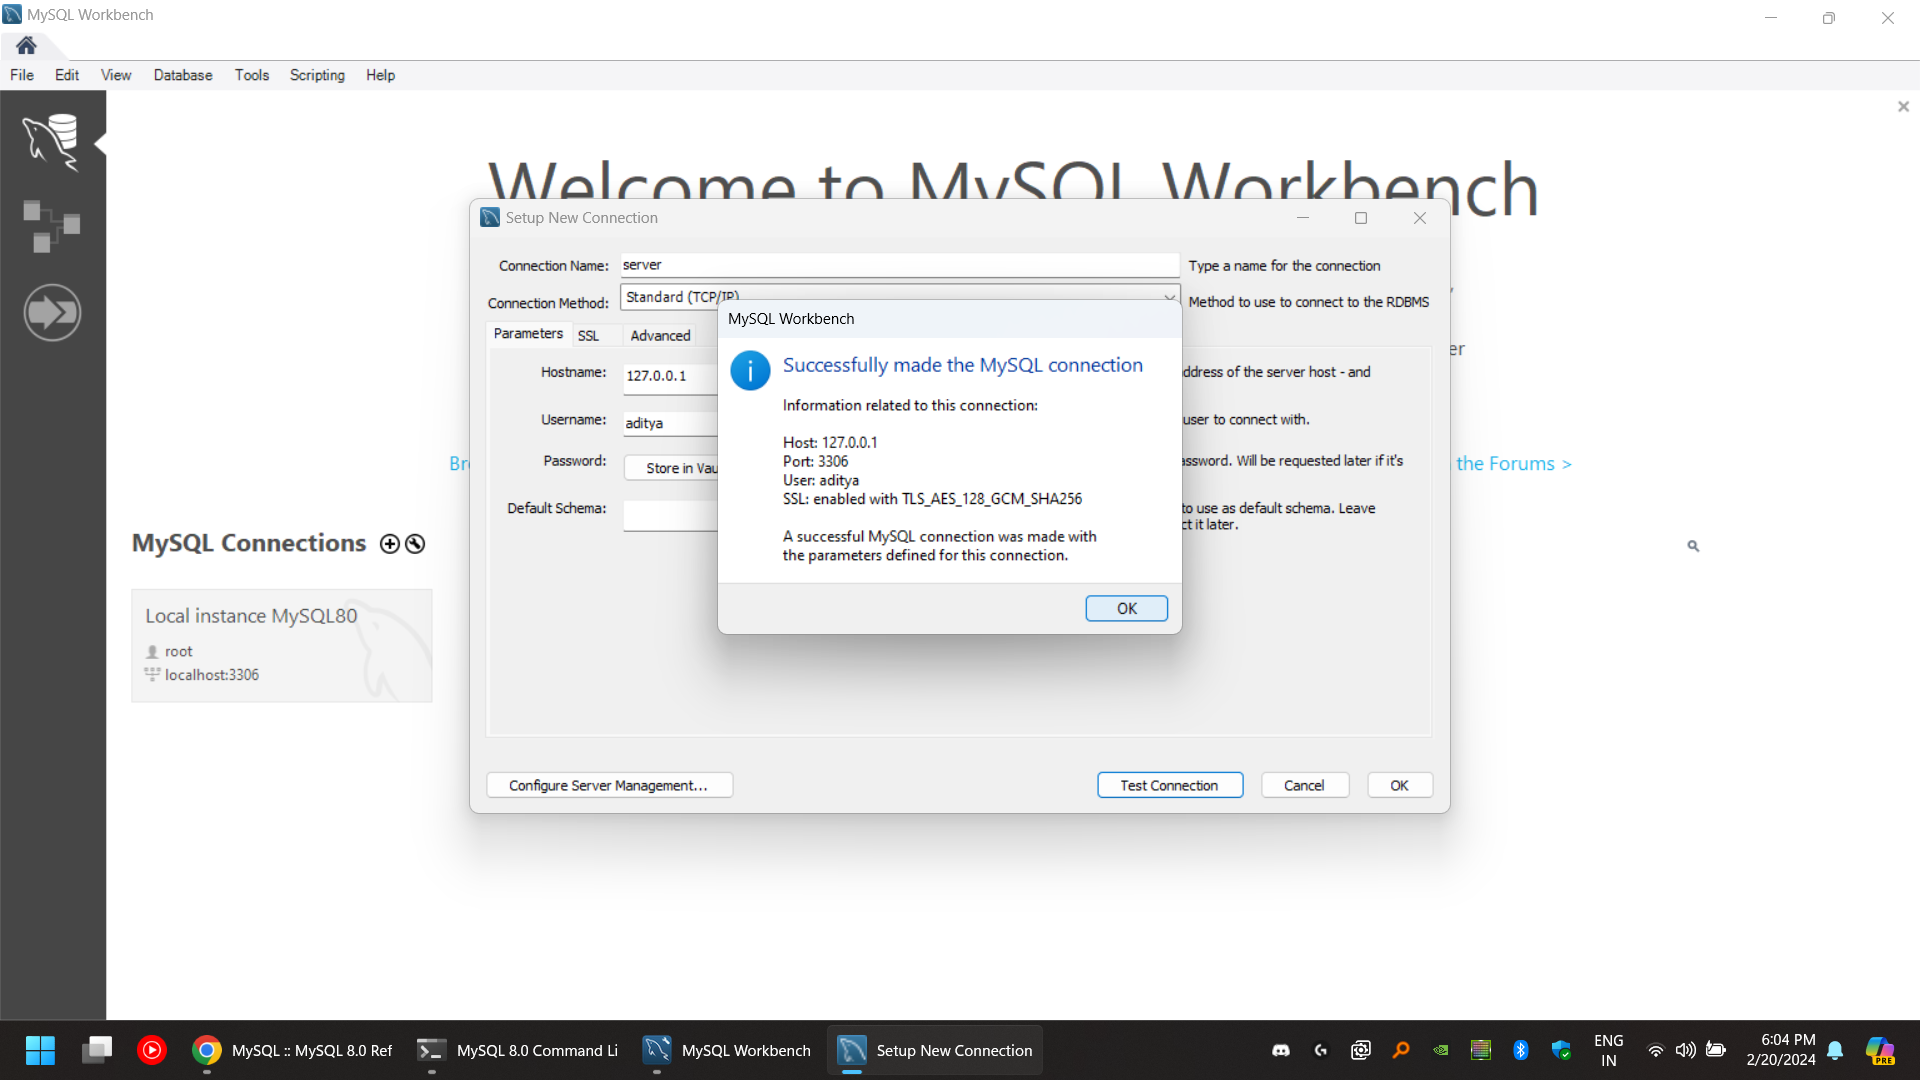 MySQL Workbench
File Edit View Database Tools Scripting Help
Welcome to MySQL Workbench
Setup New Connection
Connection Name: server Type a name for the connection
Connection Method: Standard (TCP/IP) Method to use to connect to the RDBMS
Parameters SSL Advanced
MySQL Workbench
Successfully made the MySQL connection
Information related to this connection:
Host: 127.0.0.1
Port: 3306
User: aditya
SSL: enabled with TLS_AES_128_GCM_SHA256
A successful MySQL connection was made with
the parameters defined for this connection.
OK
Hostname: 127.0.0.1 ddress of the server host - and
Username: aditya user to connect with.
Password: Store in Vau assword. Will be requested later if it's
Default Schema: to use as default schema. Leave
ct it later.
er
Br the Forums >
Configure Server Management... Test Connection Cancel OK
MySQL Connections
Local instance MySQL80
root
localhost:3306
MySQL :: MySQL 8.0 Ref MySQL 8.0 Command Li MySQL Workbench Setup New Connection
ENG
IN
6:04 PM
2/20/2024
PRE